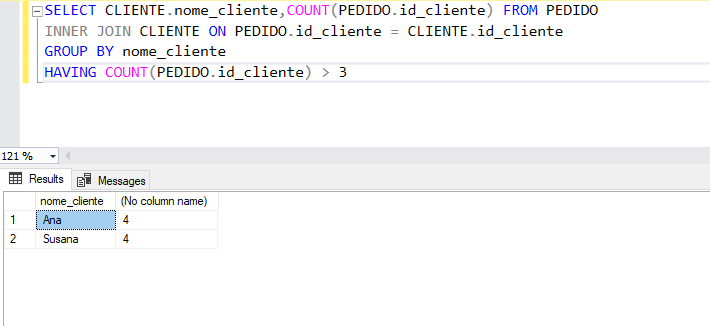 SELECT CLIENTE.nome_cliente,COUNT(PEDIDO.id_cliente) FROM PEDIDO
INNER JOIN CLIENTE ON PEDIDO.id_cliente = CLIENTE.id_cliente
GROUP BY nome_cliente
HAVING COUNT(PEDIDO.id_cliente) > 3
121 %
Results Messages
nome_cliente (No column name)
1 Ana 4
2 Susana 4